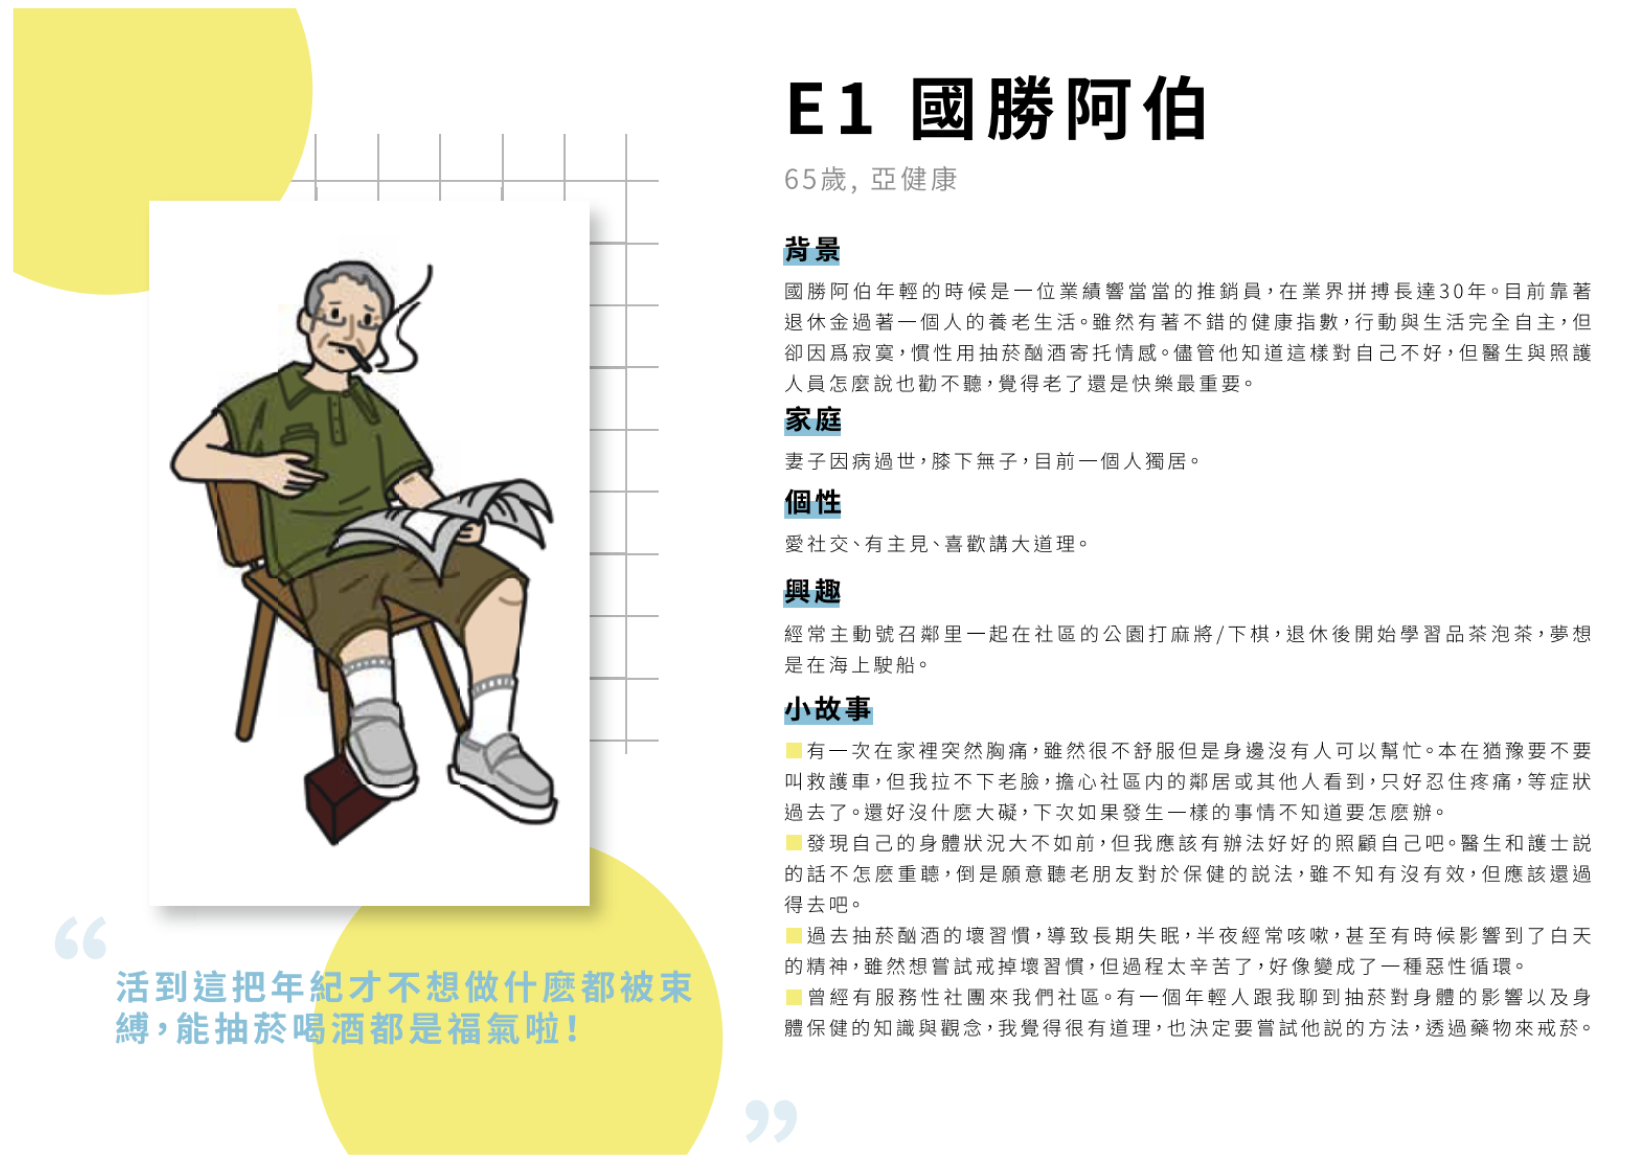 E1 國勝阿伯
65歲, 亞健康
背景
國勝阿伯年輕的時候是一位業績響當當的推銷員，在業界拼搏長達30年。目前靠著
退休金過著一個人的養老生活。雖然有著不錯的健康指數，行動與生活完全自主，但
卻因爲寂寞，慣性用抽菸酗酒寄托情感。儘管他知道這樣對自己不好，但醫生與照護
人員怎麼說也勸不聽，覺得老了還是快樂最重要。
家庭
妻子因病過世，膝下無子，目前一個人獨居。
個性
愛社交、有主見、喜歡講大道理。
興趣
經常主動號召鄰里一起在社區的公園打麻將/下棋，退休後開始學習品茶泡茶，夢想
是在海上駛船。
小故事
有一次在家裡突然胸痛，雖然很不舒服但是身邊沒有人可以幫忙。本在猶豫要不要
叫救護車，但我拉不下老臉，擔心社區内的鄰居或其他人看到，只好忍住疼痛，等症狀
過去了。還好沒什麽大礙，下次如果發生一樣的事情不知道要怎麽辦。
發現自己的身體狀況大不如前，但我應該有辦法好好的照顧自己吧。醫生和護士説
的話不怎麽重聽，倒是願意聽老朋友對於保健的説法，雖不知有沒有效，但應該還過
得去吧。
過去抽菸酗酒的壞習慣，導致長期失眠，半夜經常咳嗽，甚至有時候影響到了白天
的精神，雖然想嘗試戒掉壞習慣，但過程太辛苦了，好像變成了一種惡性循環。
曾經有服務性社團來我們社區。有一個年輕人跟我聊到抽菸對身體的影響以及身
體保健的知識與觀念，我覺得很有道理，也決定要嘗試他説的方法，透過藥物來戒菸。
“
活到這把年紀才不想做什麽都被束
縛，能抽菸喝酒都是福氣啦！
”